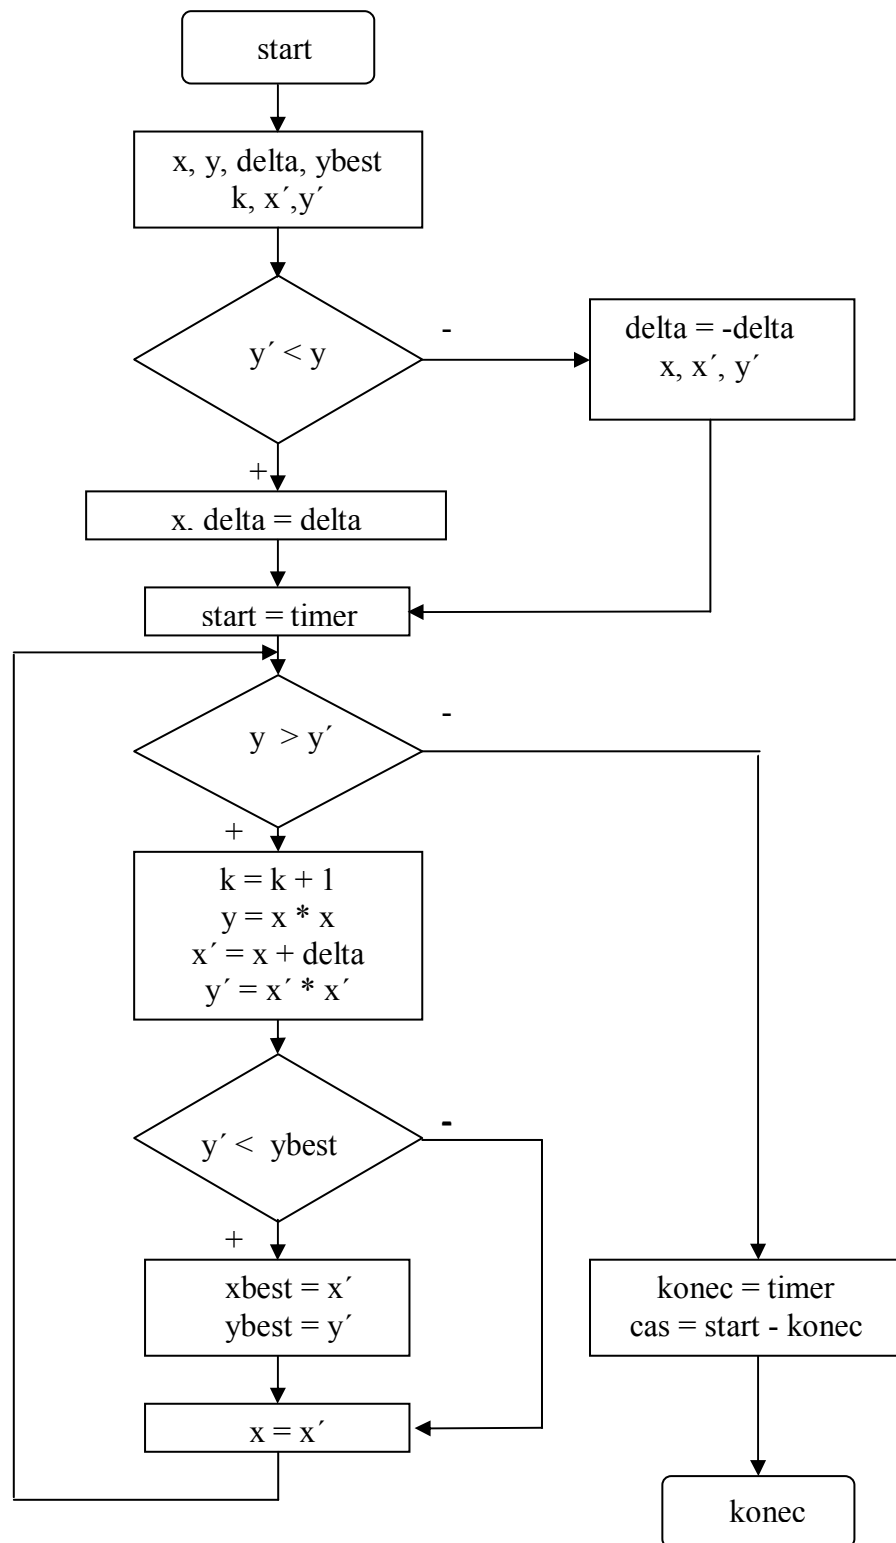 start
x, y, delta, ybest
k, x´,y´
y´ < y
-
delta = -delta
x, x´, y´
+
x, delta = delta
start = timer
y > y´
-
+
k = k + 1
y = x * x
x´ = x + delta
y´ = x´ * x´
y´ < ybest
-
+
xbest = x´
ybest = y´
x = x´
konec = timer
cas = start - konec
konec